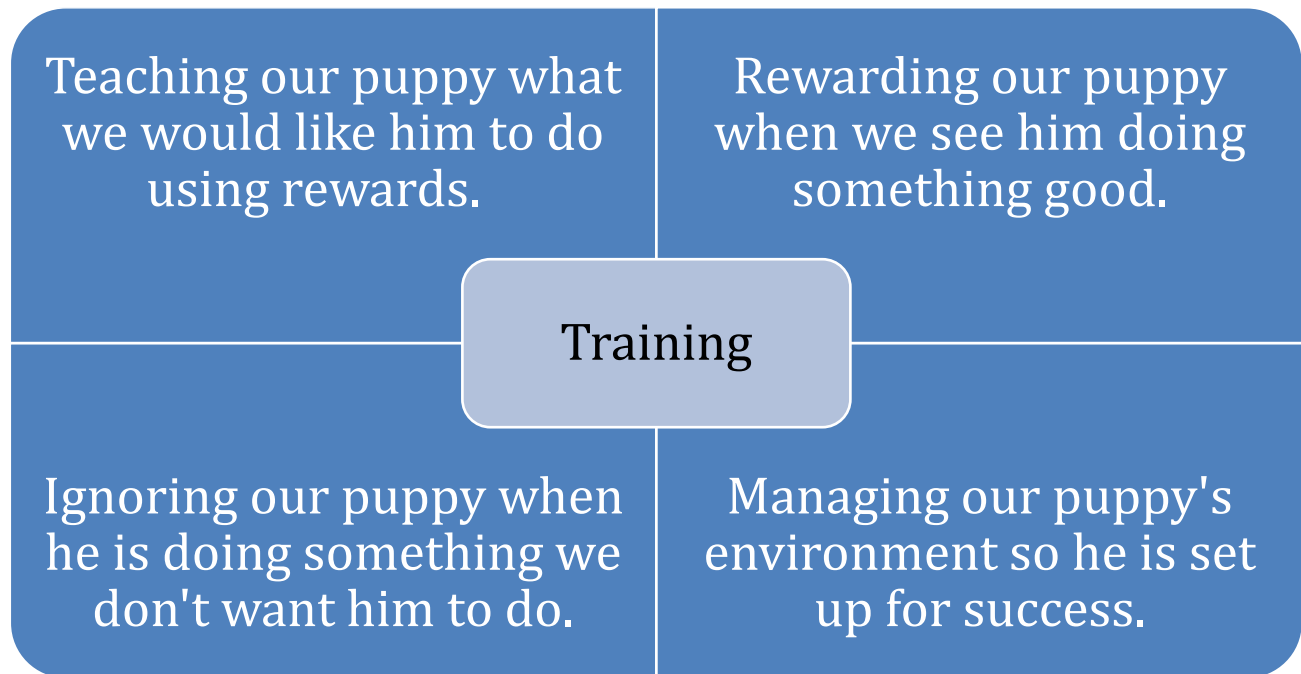 Teaching our puppy what
we would like him to do
using rewards.
Rewarding our puppy
when we see him doing
something good.
Training
Ignoring our puppy when
he is doing something we
don't want him to do.
Managing our puppy's
environment so he is set
up for success.